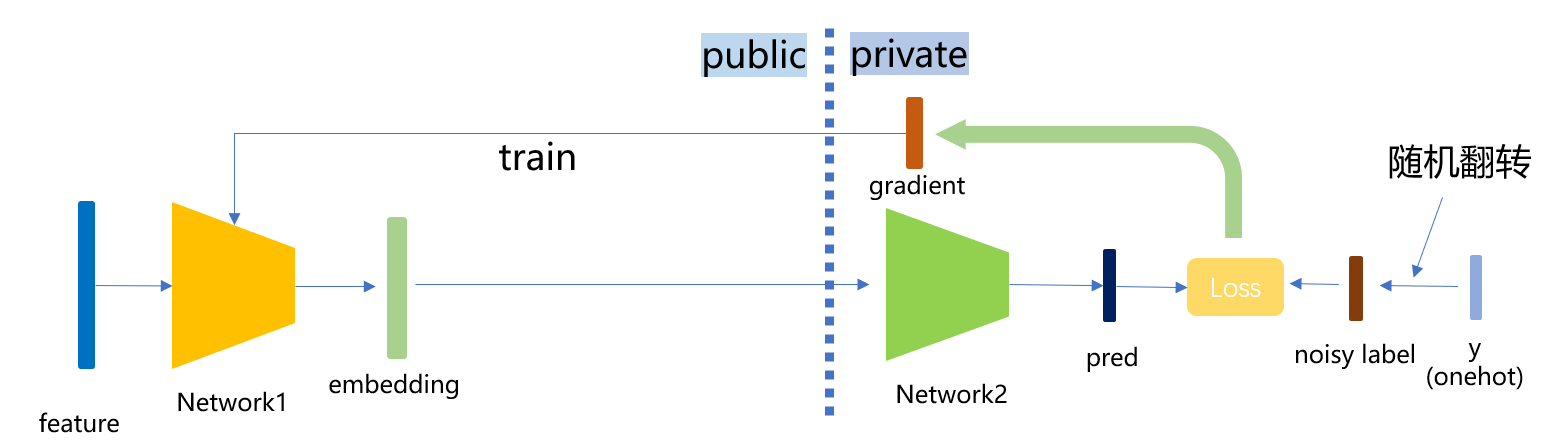 public
private
train
gradient
随机翻转
Loss
feature
Network1
embedding
Network2
pred
noisy label
y
(onehot)